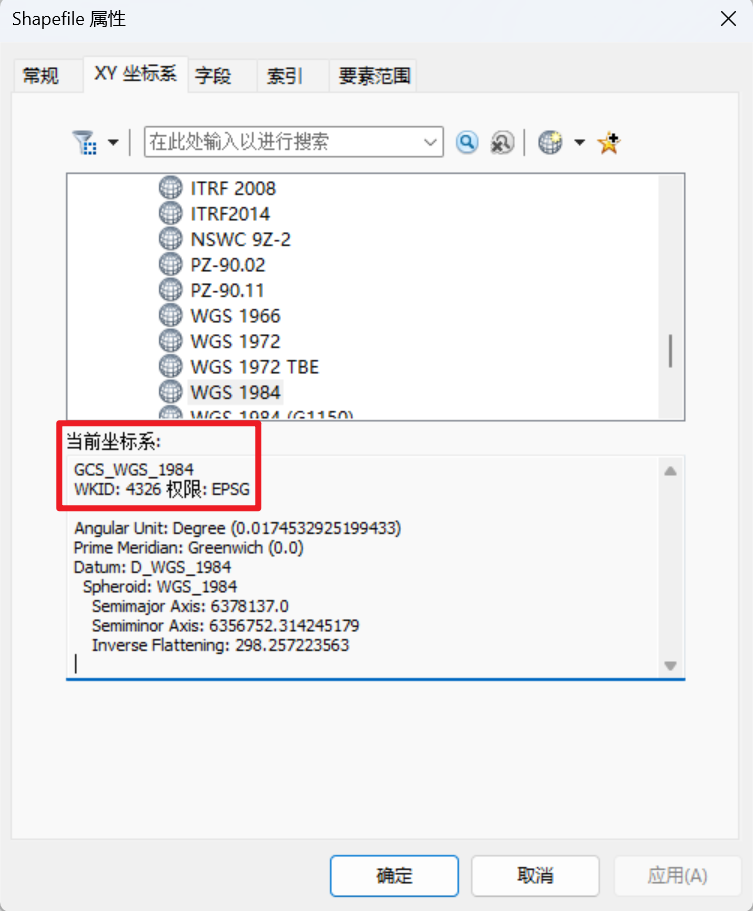 Shapefile 属性
常规 XY 坐标系 字段 索引 要素范围
在此处输入以进行搜索
ITRF 2008
ITRF2014
NSWC 9Z-2
PZ-90.02
PZ-90.11
WGS 1966
WGS 1972
WGS 1972 TBE
WGS 1984
WGS 1984 (G1150)
当前坐标系:
GCS_WGS_1984
WKID: 4326 权限: EPSG
Angular Unit: Degree (0.0174532925199433)
Prime Meridian: Greenwich (0.0)
Datum: D_WGS_1984
Spheroid: WGS_1984
Semimajor Axis: 6378137.0
Semiminor Axis: 6356752.314245179
Inverse Flattening: 298.257223563
确定 取消 应用(A)